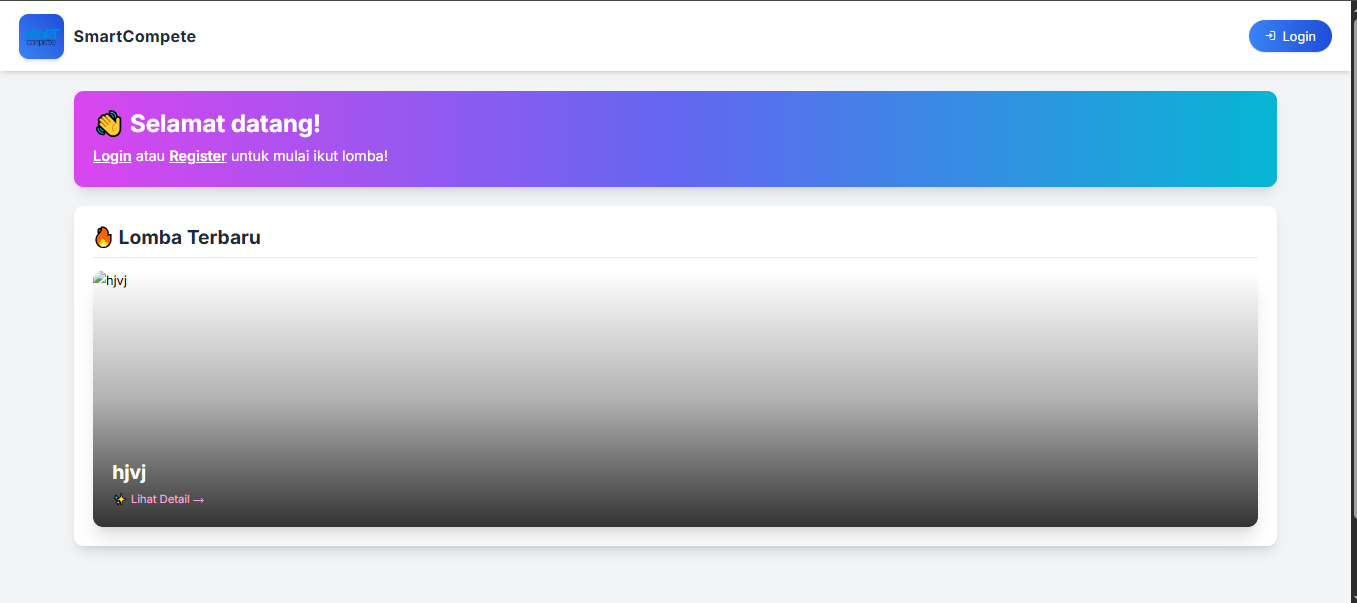 SmartCompete
Login
👋 Selamat datang!
Login atau Register untuk mulai ikut lomba!
🔥 Lomba Terbaru
hjvj
hjvj
✨ Lihat Detail →